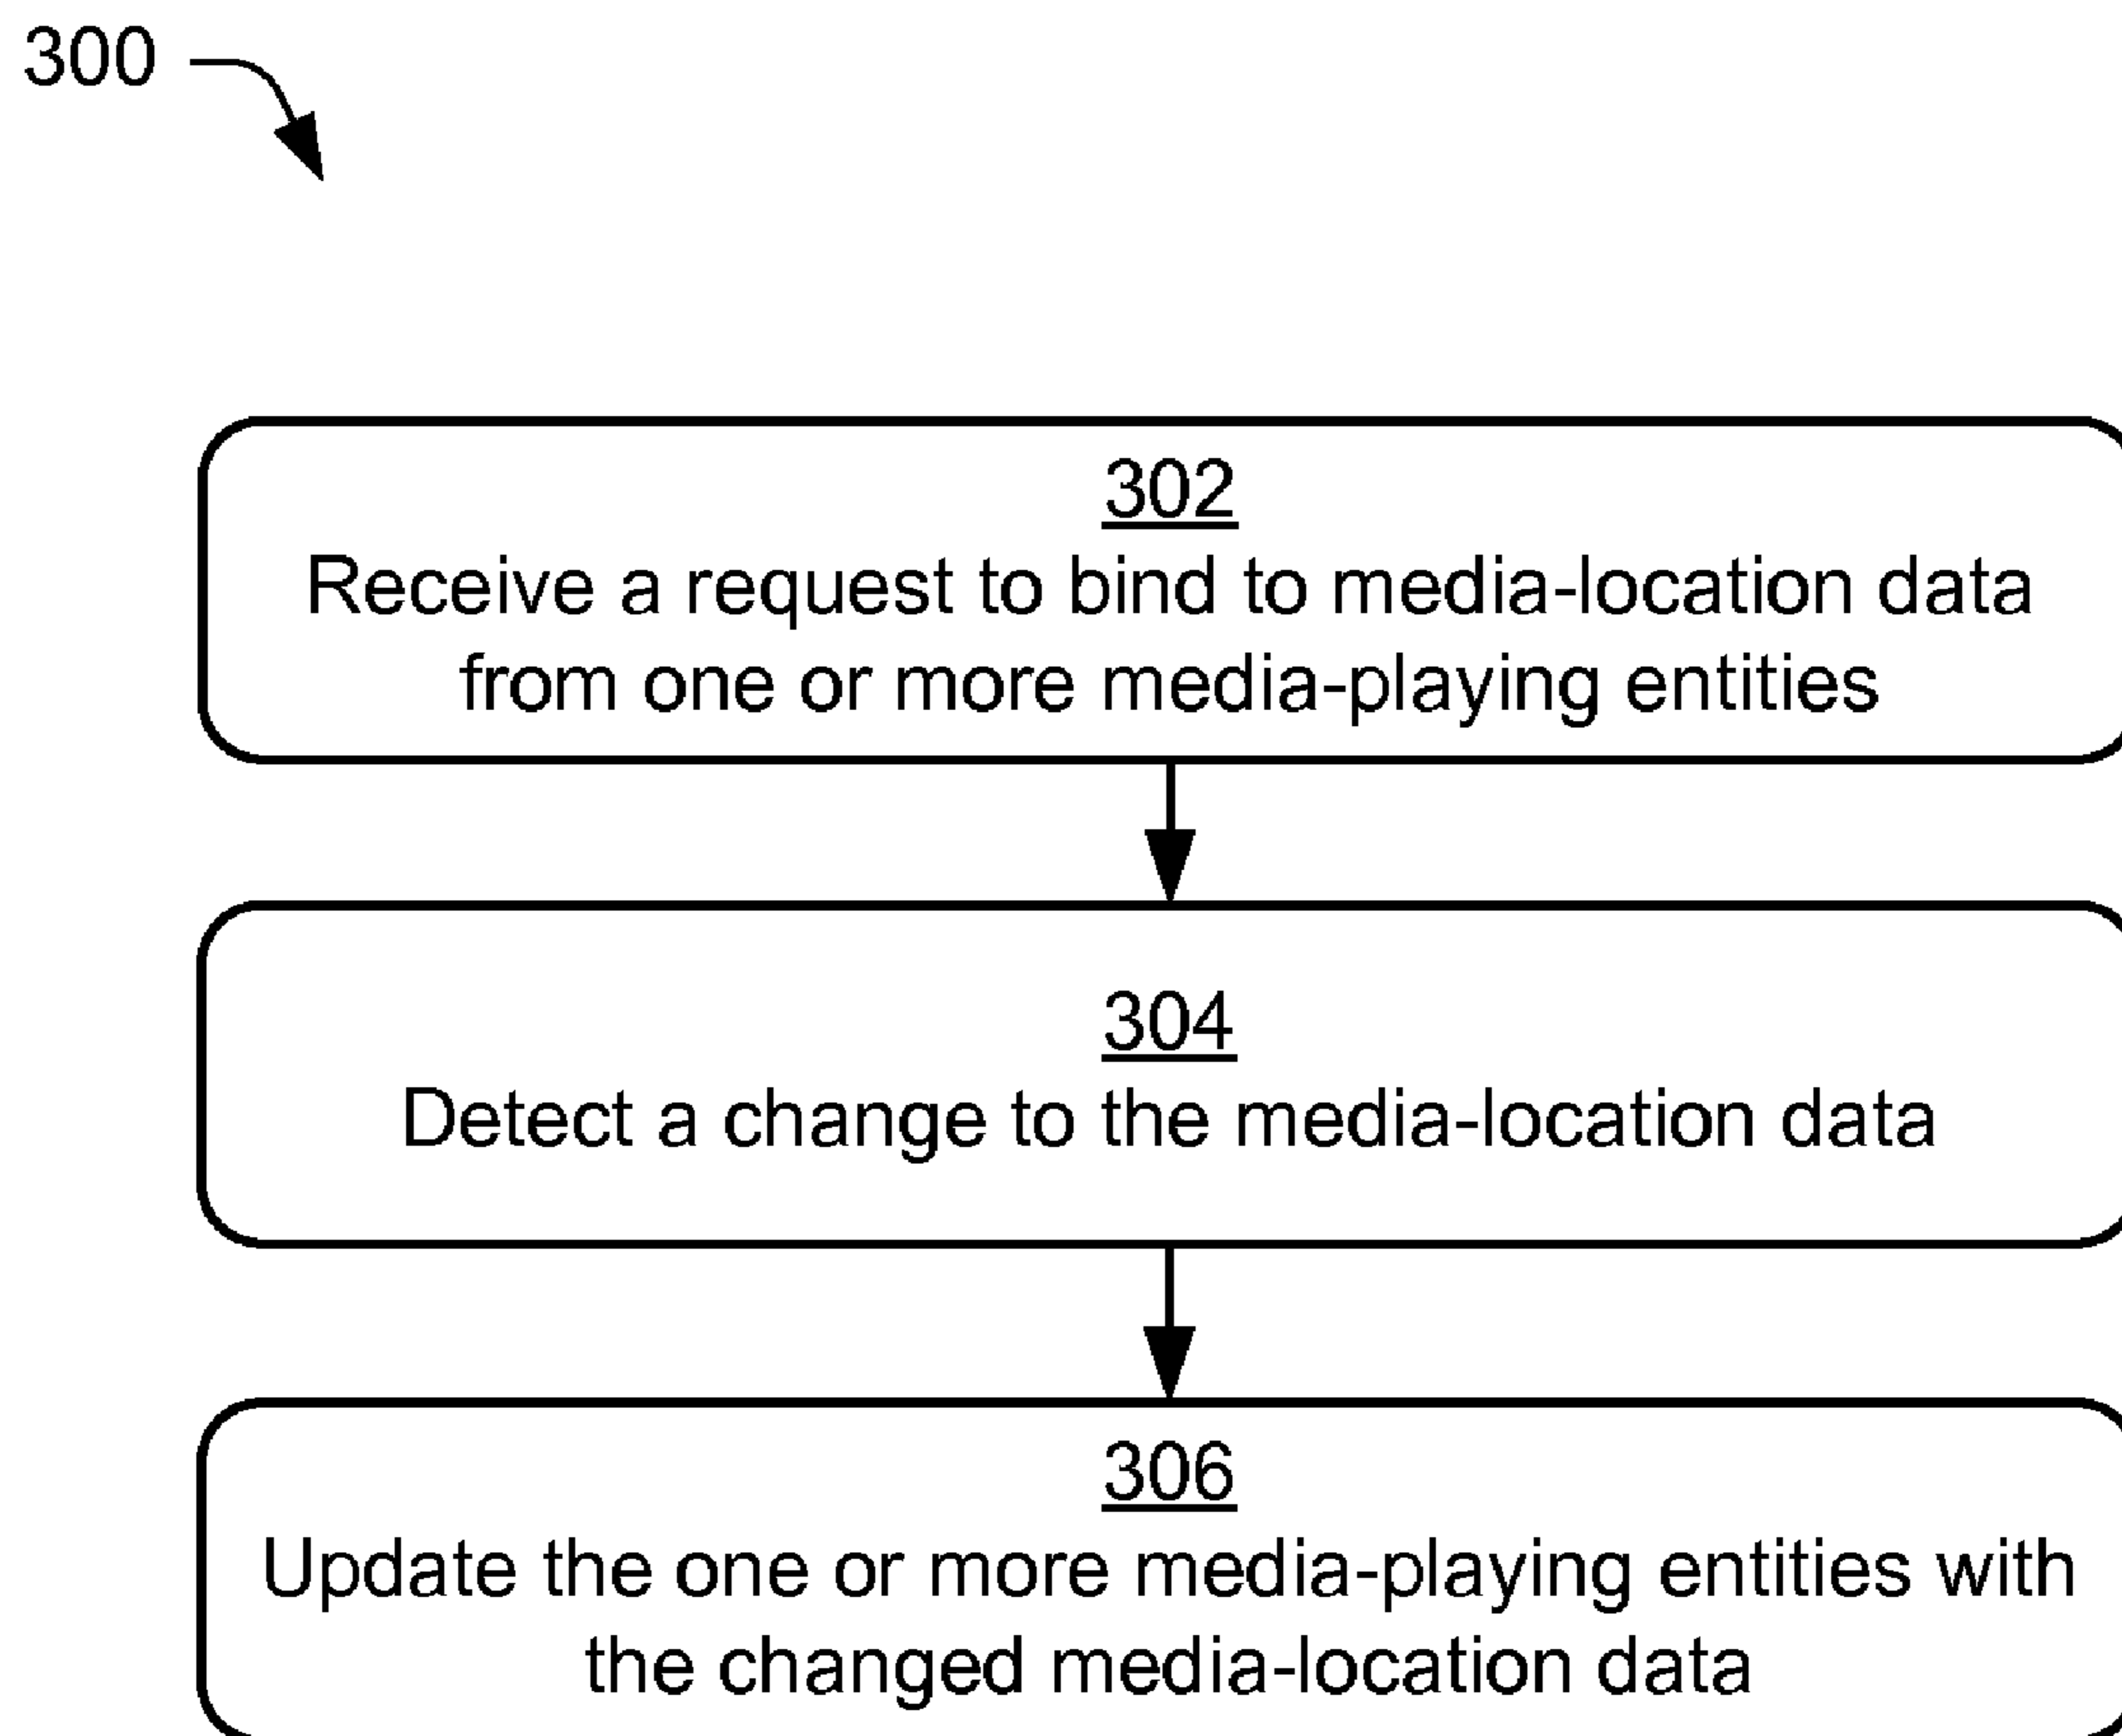 300
302
Receive a request to bind to media-location data
from one or more media-playing entities
304
Detect a change to the media-location data
306
Update the one or more media-playing entities with
the changed media-location data